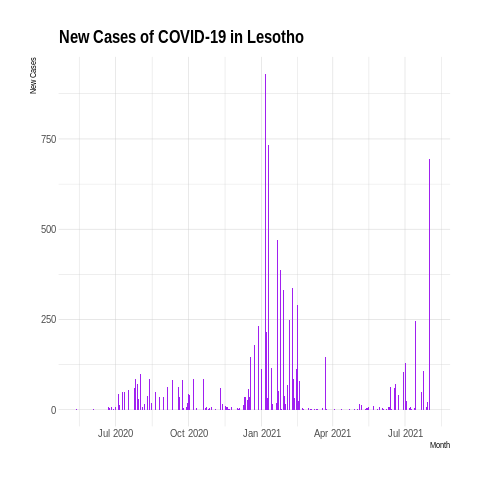 New Cases of COVID-19 in Lesotho
New Cases
750
500
250
0
Jul 2020
Oct 2020
Jan 2021
Apr 2021
Jul 2021
Month